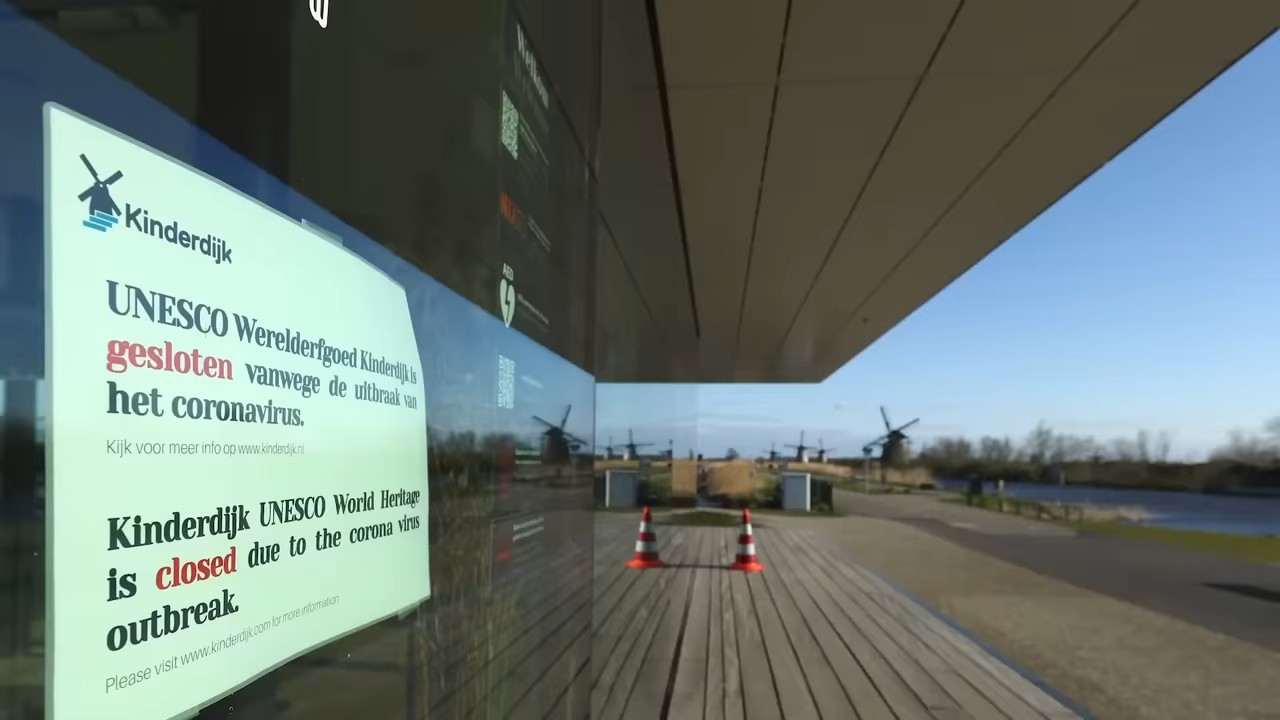 Kinderdijk
UNESCO Werelderfgoed Kinderdijk is
gesloten vanwege de uitbraak van
het coronavirus.
Kijk voor meer info op www.kinderdijk.nl
Kinderdijk UNESCO World Heritage
is closed due to the corona virus
outbreak.
Please visit www.kinderdijk.com for more information
Welkom
AED